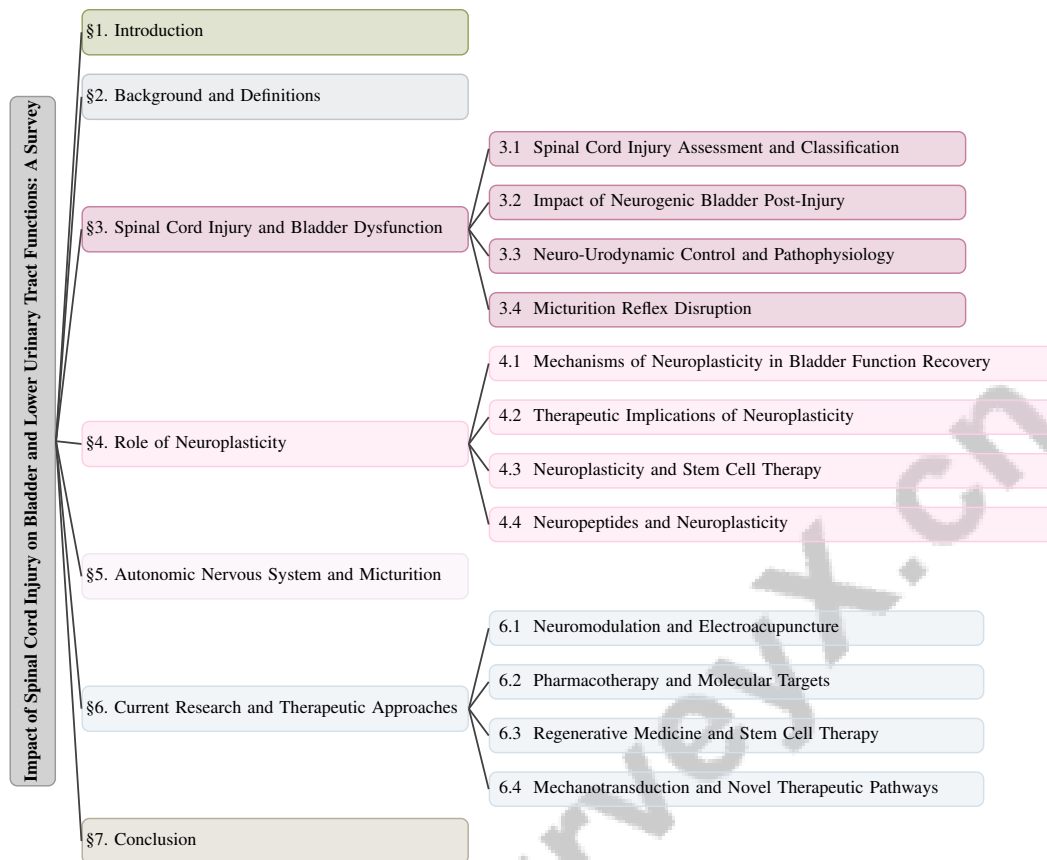 Impact of Spinal Cord Injury on Bladder and Lower Urinary Tract Functions: A Survey
§1. Introduction
§2. Background and Definitions
§3. Spinal Cord Injury and Bladder Dysfunction
3.1 Spinal Cord Injury Assessment and Classification
3.2 Impact of Neurogenic Bladder Post-Injury
3.3 Neuro-Urodynamic Control and Pathophysiology
3.4 Micturition Reflex Disruption
§4. Role of Neuroplasticity
4.1 Mechanisms of Neuroplasticity in Bladder Function Recovery
4.2 Therapeutic Implications of Neuroplasticity
4.3 Neuroplasticity and Stem Cell Therapy
4.4 Neuropeptides and Neuroplasticity
§5. Autonomic Nervous System and Micturition
§6. Current Research and Therapeutic Approaches
6.1 Neuromodulation and Electroacupuncture
6.2 Pharmacotherapy and Molecular Targets
6.3 Regenerative Medicine and Stem Cell Therapy
6.4 Mechanotransduction and Novel Therapeutic Pathways
§7. Conclusion
rveyx.cn